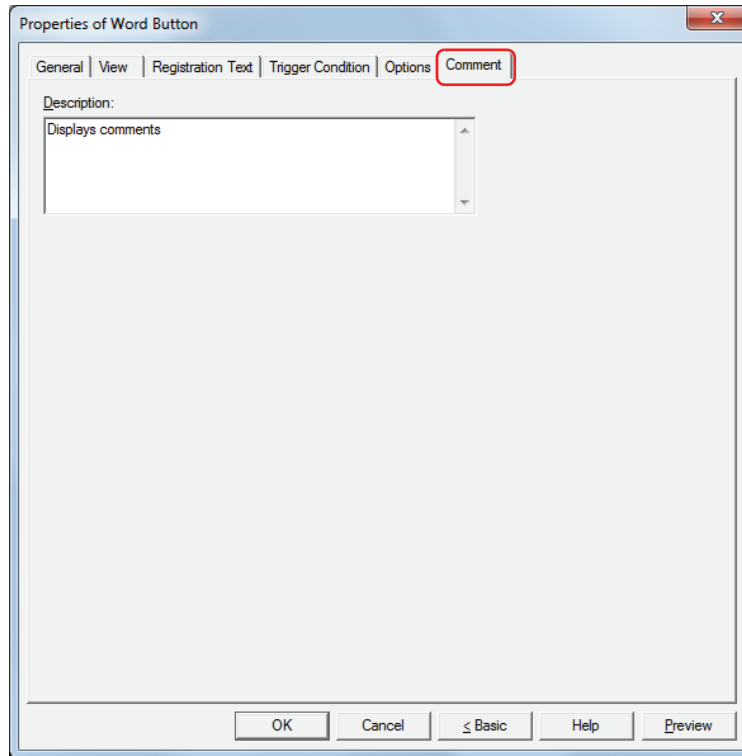 Properties of Word Button
x
General View Registration Text Trigger Condition Options Comment
Description:
Displays comments
OK Cancel < Basic Help Preview